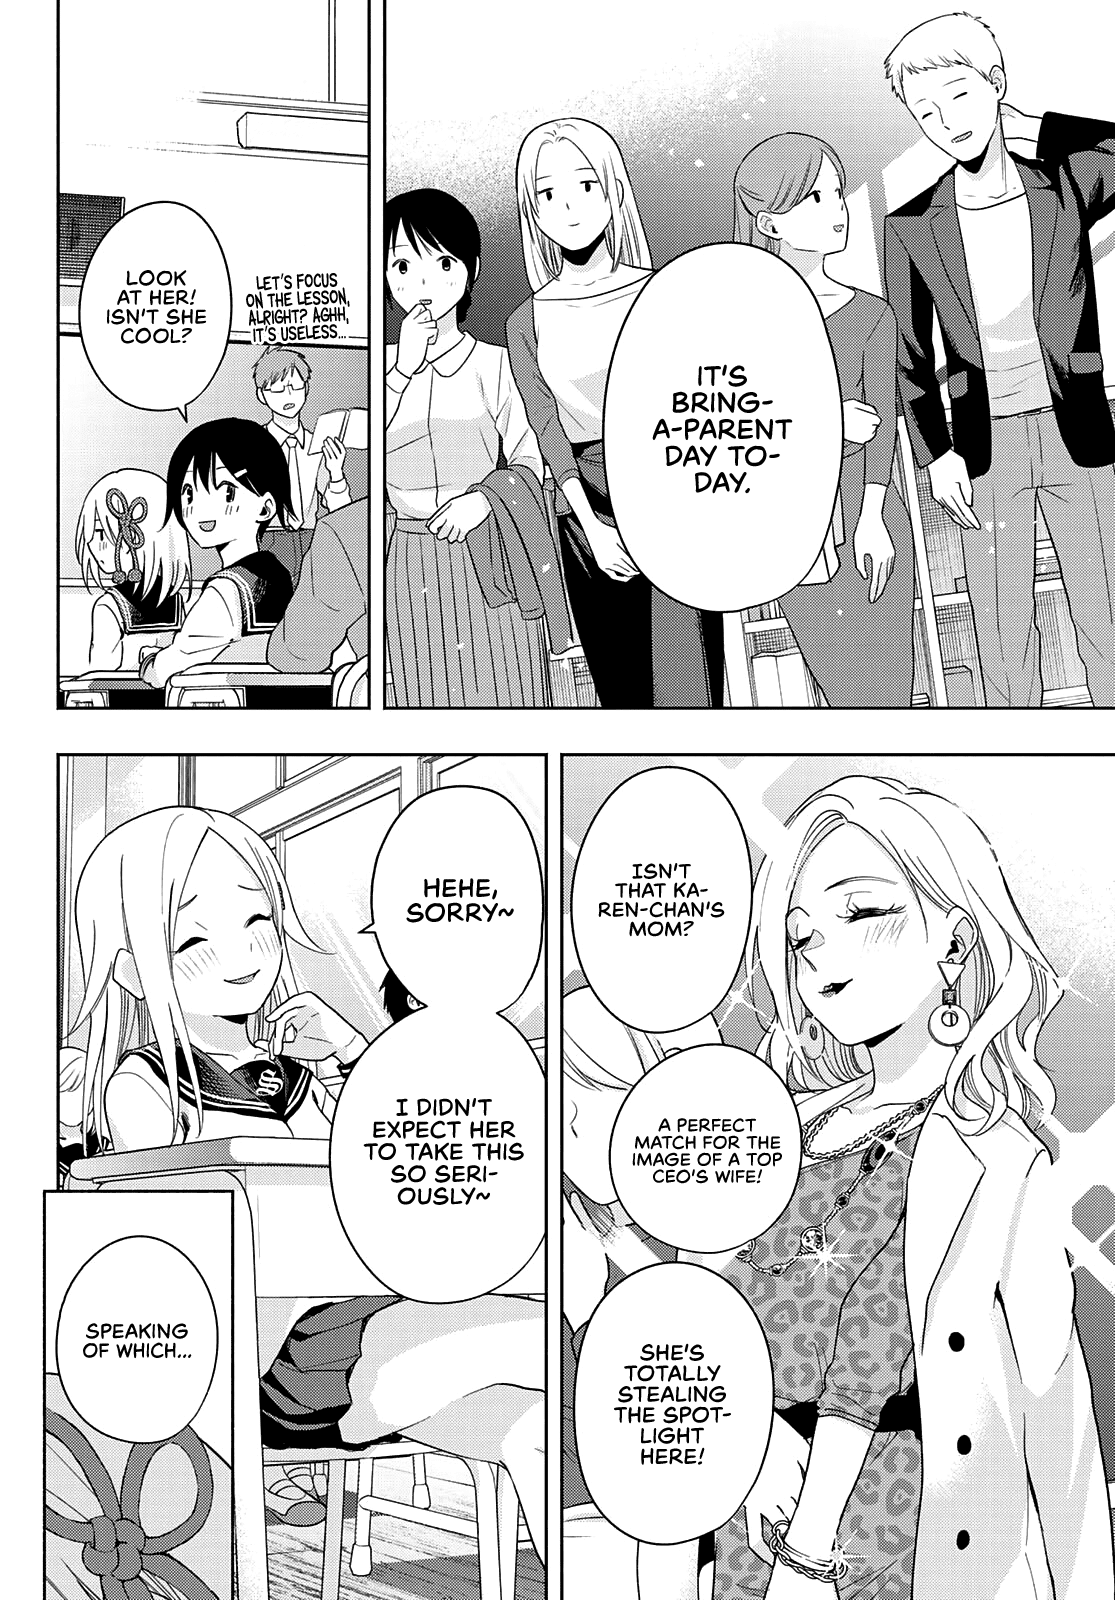 IT'S
BRING-
A-PARENT
DAY TO-
DAY.
LOOK
AT HER!
ISN'T SHE
COOL?
LET'S FOCUS
ON THE LESSON,
ALRIGHT? AGHH,
IT'S USELESS...
ISN'T
THAT KA-
REN-CHAN'S
MOM?
A PERFECT
MATCH FOR THE
IMAGE OF A TOP
CEO'S WIFE!
SHE'S
TOTALLY
STEALING
THE SPOT-
LIGHT
HERE!
HEHE,
SORRY~
I DIDN'T
EXPECT HER
TO TAKE THIS
SO SERI-
OUSLY~
S
SPEAKING
OF WHICH...